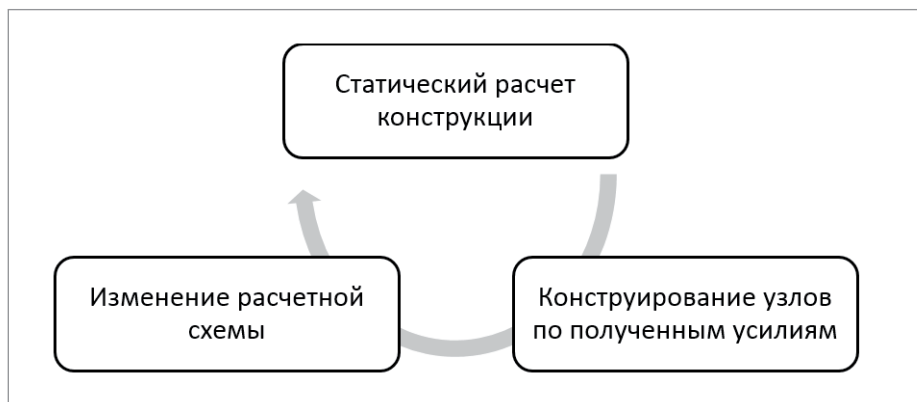 Статический расчет
конструкции
Изменение расчетной
схемы
Конструирование узлов
по полученным усилиям